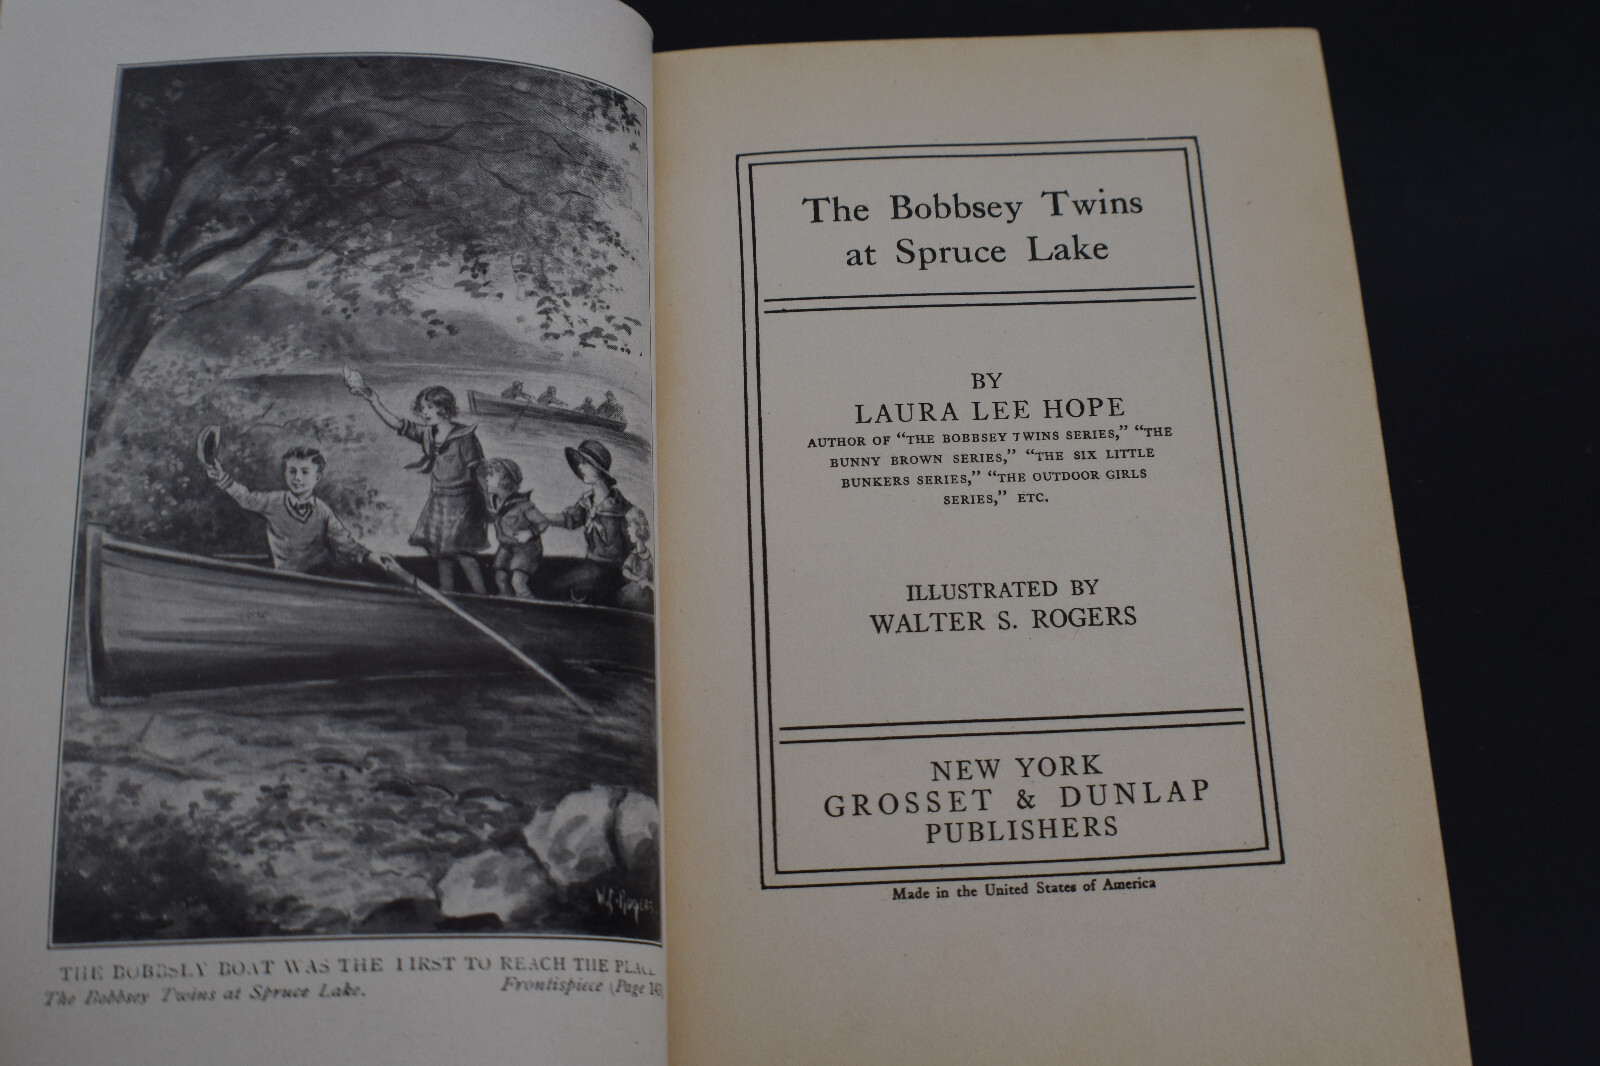 W. S. Rogers
THE BOBBSEY BOAT WAS THE FIRST TO REACH THE PLACE
The Bobbsey Twins at Spruce Lake. Frontispiece (Page
The Bobbsey Twins
at Spruce Lake
BY
LAURA LEE HOPE
AUTHOR OF "THE BOBBSEY TWINS SERIES," "THE
BUNNY BROWN SERIES," "THE SIX LITTLE
BUNKERS SERIES," "THE OUTDOOR GIRLS
SERIES," ETC.
ILLUSTRATED BY
WALTER S. ROGERS
NEW YORK
GROSSET & DUNLAP
PUBLISHERS
Made in the United States of America